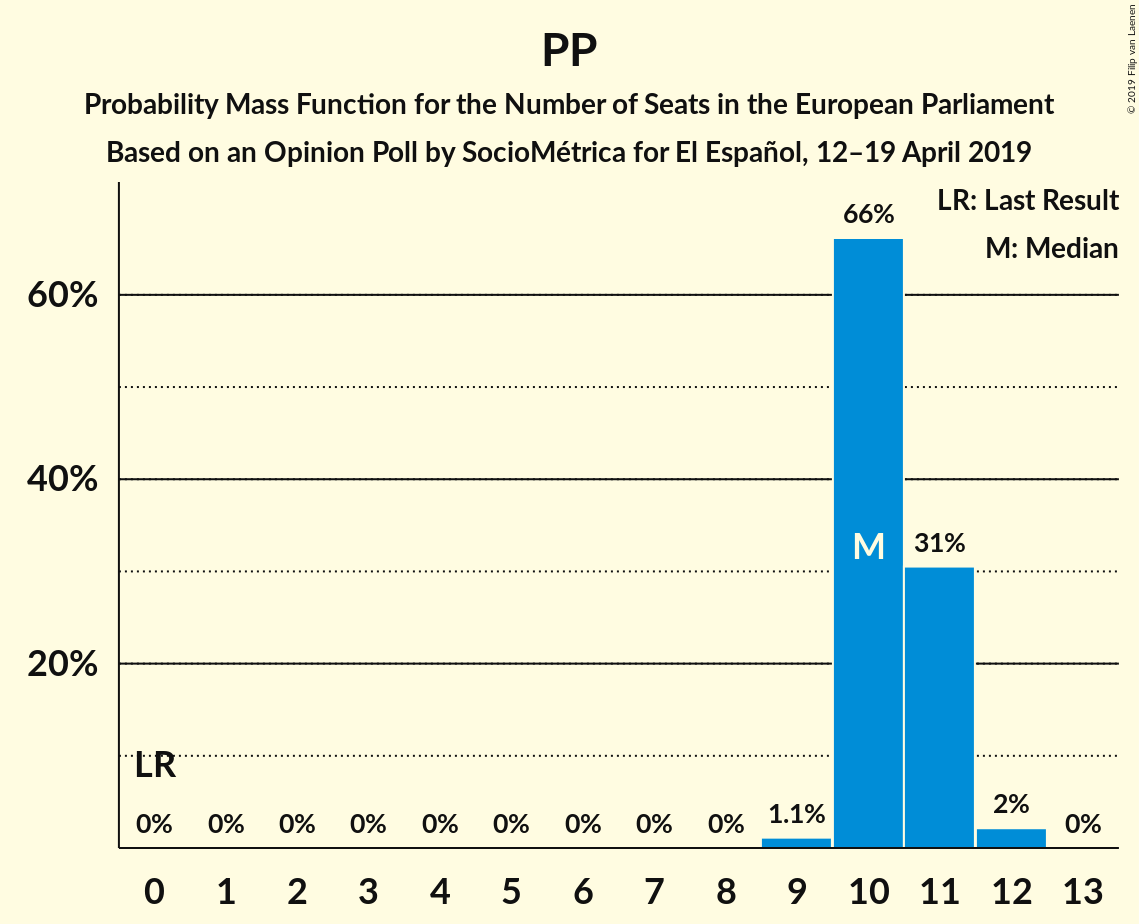 PP
Probability Mass Function for the Number of Seats in the European Parliament
Based on an Opinion Poll by SocioMétrica for El Español, 12–19 April 2019
© 2019 Filip van Laenen
LR: Last Result
M: Median
66%
60%
40%
M
31%
20%
LR
0% 0% 0% 0% 0% 0% 0% 0% 0% 1.1% 2% 0%
0 1 2 3 4 5 6 7 8 9 10 11 12 13